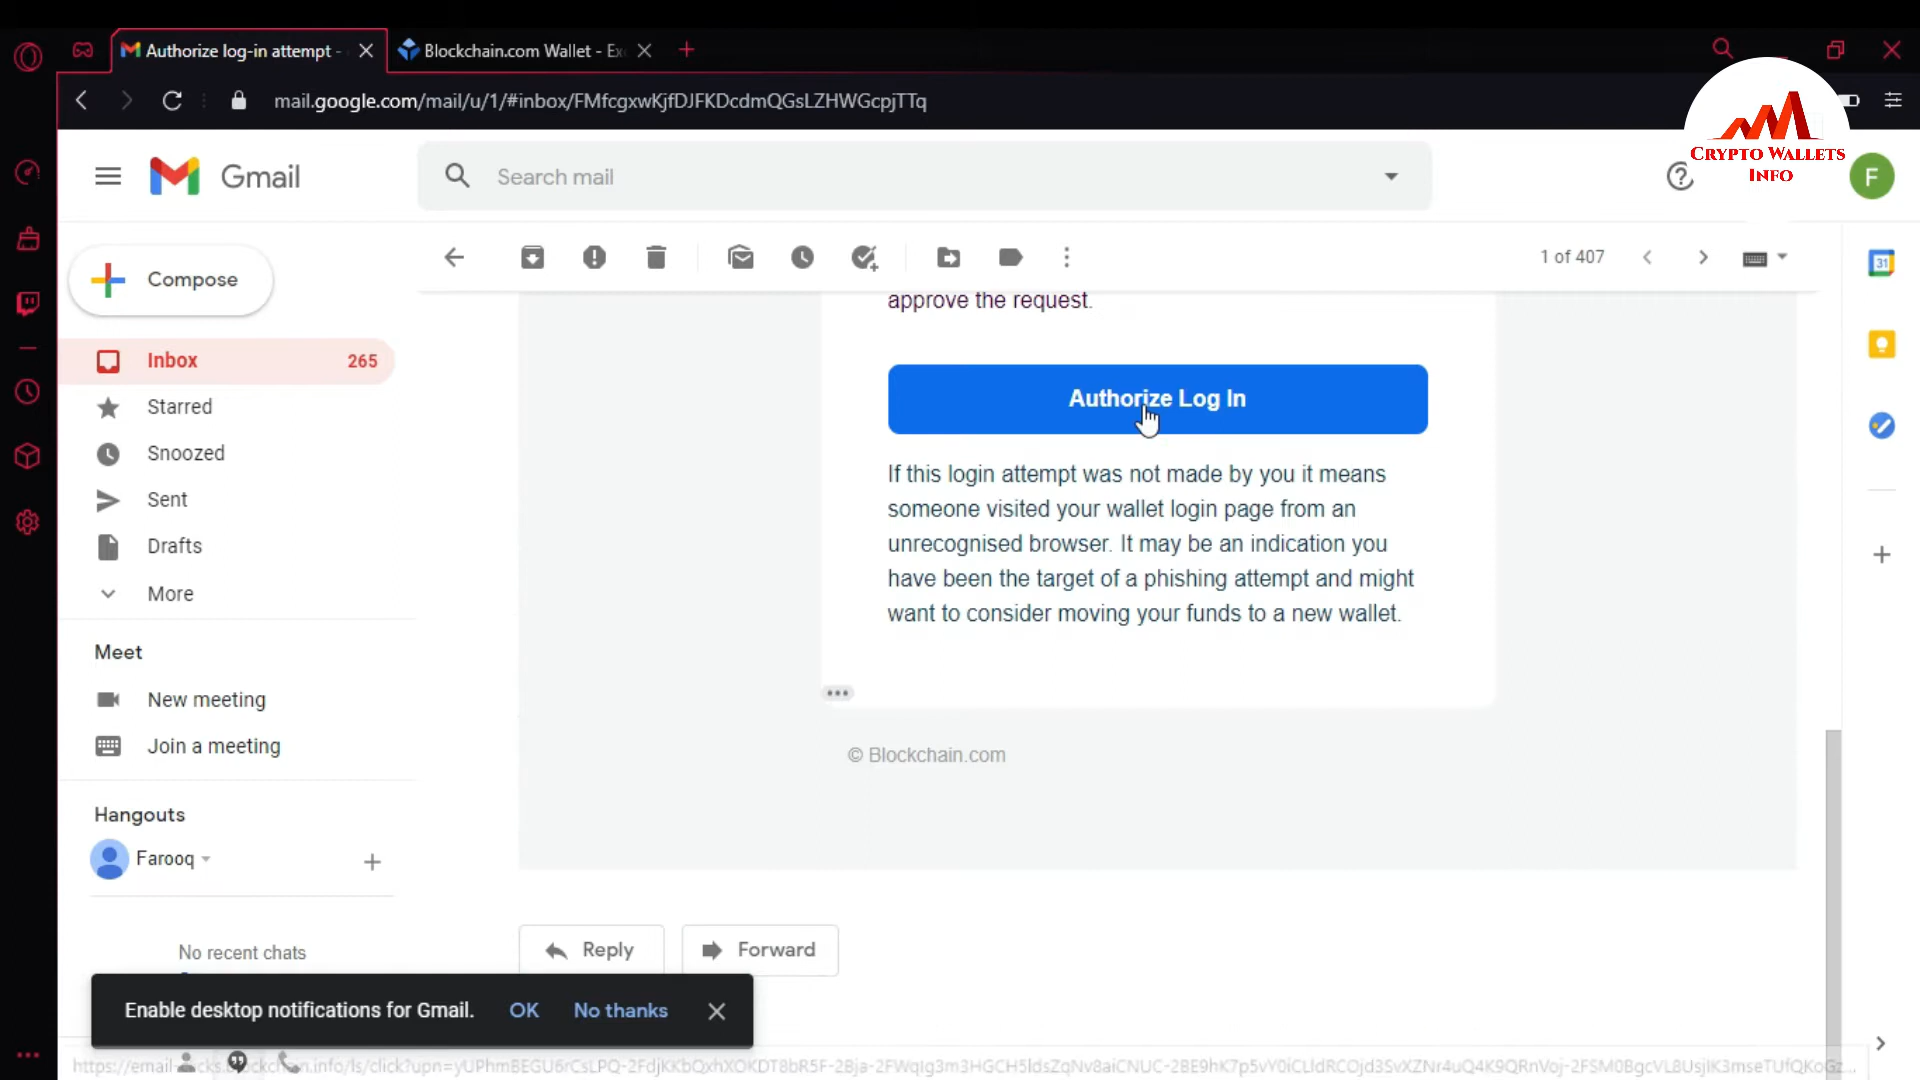 Authorize log-in attempt -
Blockchain.com Wallet - Exc
mail.google.com/mail/u/1/#inbox/FMfcgxwKjfDJFKDcdmQGsLZHWGcpjTTq
CRYPTO WALLETS
INFO
Gmail
Search mail
F
Compose
1 of 407
31
approve the request.
Inbox 265
Authorize Log In
Starred
Snoozed
If this login attempt was not made by you it means
Sent
someone visited your wallet login page from an
Drafts
unrecognised browser. It may be an indication you
More
have been the target of a phishing attempt and might
want to consider moving your funds to a new wallet.
Meet
New meeting
Join a meeting
© Blockchain.com
Hangouts
Farooq
No recent chats
Reply
Forward
Enable desktop notifications for Gmail. OK No thanks